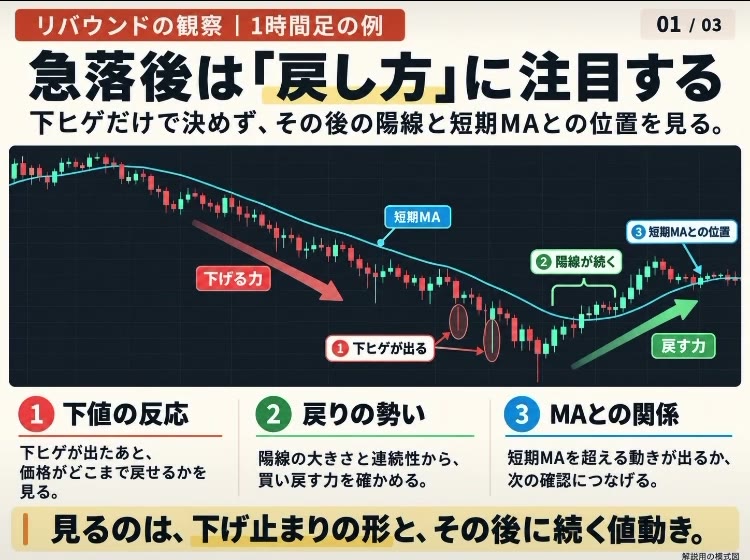 リバウンドの観察｜1時間足の例
01 / 03
急落後は「戻し方」に注目する
下ヒゲだけで決めず、その後の陽線と短期MAとの位置を見る。
短期MA
3 短期MAとの位置
2 陽線が続く
下げる力
1 下ヒゲが出る
戻す力
1 下値の反応
下ヒゲが出たあと、
価格がどこまで戻せるかを
見る。
2 戻りの勢い
陽線の大きさと連続性から、
買い戻す力を確かめる。
3 MAとの関係
短期MAを超える動きが出るか、
次の確認につなげる。
見るのは、下げ止まりの形と、その後に続く値動き。
解説用の模式図